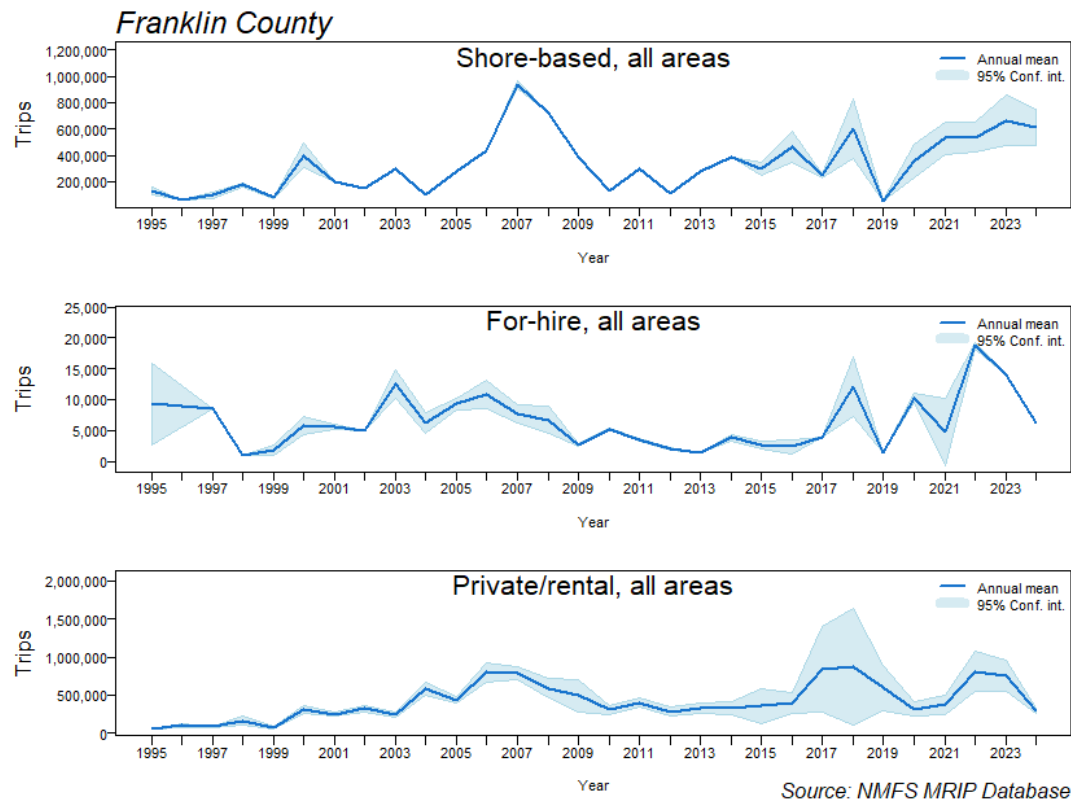 Franklin County
Shore-based, all areas
Annual mean
95% Conf. int.
Trips
1,200,000
1,000,000
800,000
600,000
400,000
200,000
1995 1997 1999 2001 2003 2005 2007 2009 2011 2013 2015 2017 2019 2021 2023
Year
For-hire, all areas
Annual mean
95% Conf. int.
Trips
25,000
20,000
15,000
10,000
5,000
0
1995 1997 1999 2001 2003 2005 2007 2009 2011 2013 2015 2017 2019 2021 2023
Year
Private/rental, all areas
Annual mean
95% Conf. int.
Trips
2,000,000
1,500,000
1,000,000
500,000
0
1995 1997 1999 2001 2003 2005 2007 2009 2011 2013 2015 2017 2019 2021 2023
Year
Source: NMFS MRIP Database